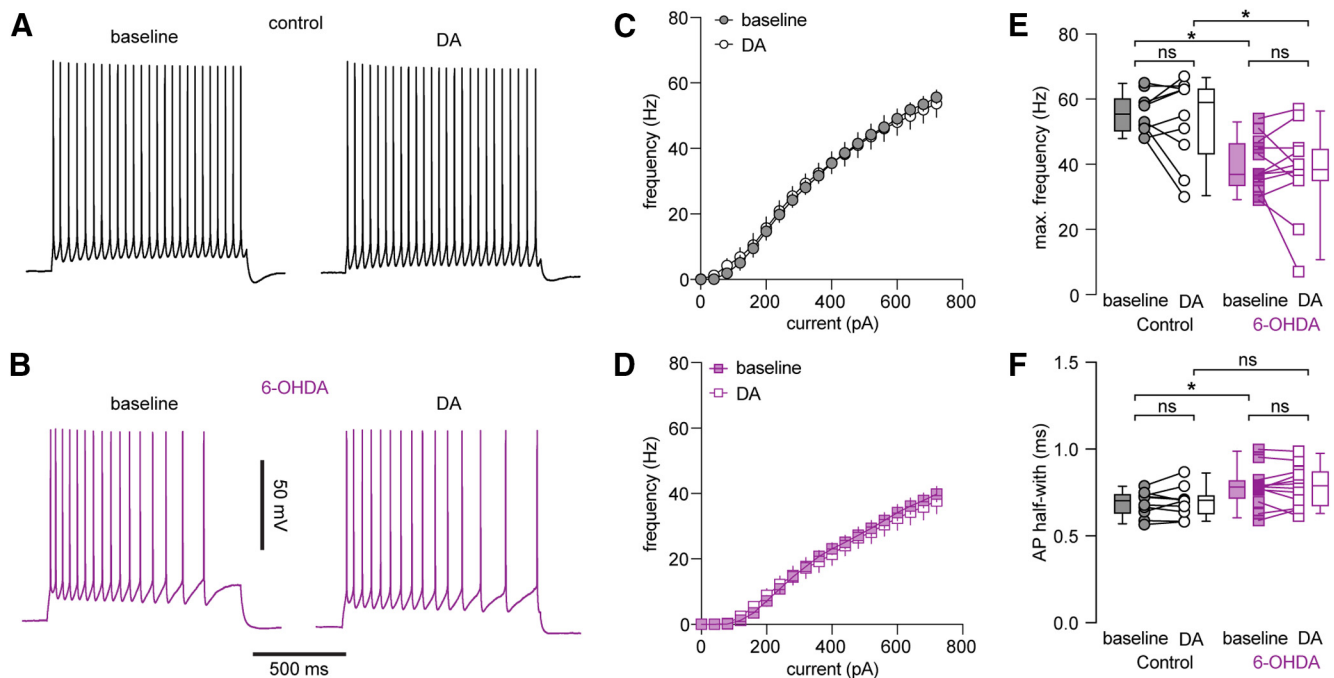 A
control
baseline
DA
B
6-OHDA
baseline
DA
50 mV
500 ms
C
baseline
DA
80
60
40
20
0
frequency (Hz)
0 200 400 600 800
current (pA)
D
baseline
DA
80
60
40
20
0
frequency (Hz)
0 200 400 600 800
current (pA)
E
*
*
ns ns
80
60
40
20
0
max. frequency (Hz)
baseline DA baseline DA
Control 6-OHDA
F
ns
*
ns ns
1.5
1.0
0.5
0.0
AP half-with (ms)
baseline DA baseline DA
Control 6-OHDA